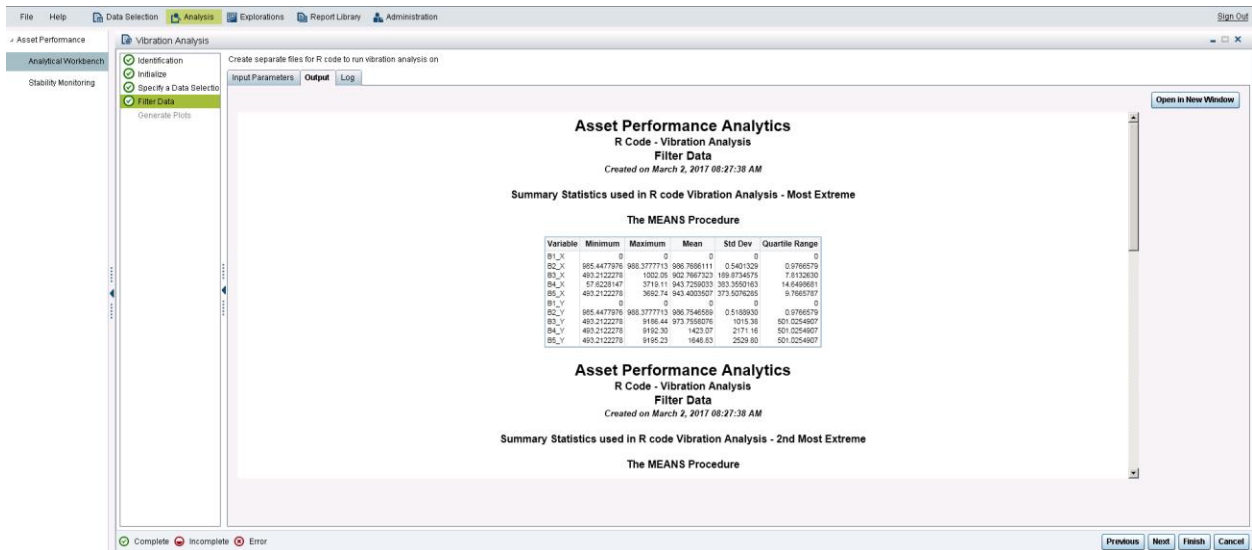 File Help Data Selection Analysis Explorations Report Library Administration Sign Out
Asset Performance
Analytical Workbench
Stability Monitoring
Vibration Analysis
Identification
Initialize
Specify a Data Selectio
Filter Data
Generate Plots
Create separate files for R code to run vibration analysis on
Input Parameters Output Log
Open in New Window
Asset Performance Analytics
R Code - Vibration Analysis
Filter Data
Created on March 2, 2017 08:27:38 AM
Summary Statistics used in R code Vibration Analysis - Most Extreme
The MEANS Procedure
Variable Minimum Maximum Mean Std Dev Quartile Range
B1_X 0 0 0 0 0
B2_X 985.4477976 988.3777713 986.7686111 0.5401329 0.9766579
B3_X 493.2122278 1002.05 902.7667323 189.8734575 7.8132630
B4_X 57.6228147 3719.11 943.7259033 383.3550163 14.6498681
B5_X 493.2122278 3692.74 943.4003507 373.5076285 9.7665787
B1_Y 0 0 0 0 0
B2_Y 985.4477976 988.3777713 986.7546589 0.5188930 0.9766579
B3_Y 493.2122278 9186.44 973.7558076 1015.38 501.0254907
B4_Y 493.2122278 9192.30 1423.07 2171.16 501.0254907
B5_Y 493.2122278 9195.23 1646.63 2529.80 501.0254907
Asset Performance Analytics
R Code - Vibration Analysis
Filter Data
Created on March 2, 2017 08:27:38 AM
Summary Statistics used in R code Vibration Analysis - 2nd Most Extreme
The MEANS Procedure
Complete Incomplete Error
Previous Next Finish Cancel